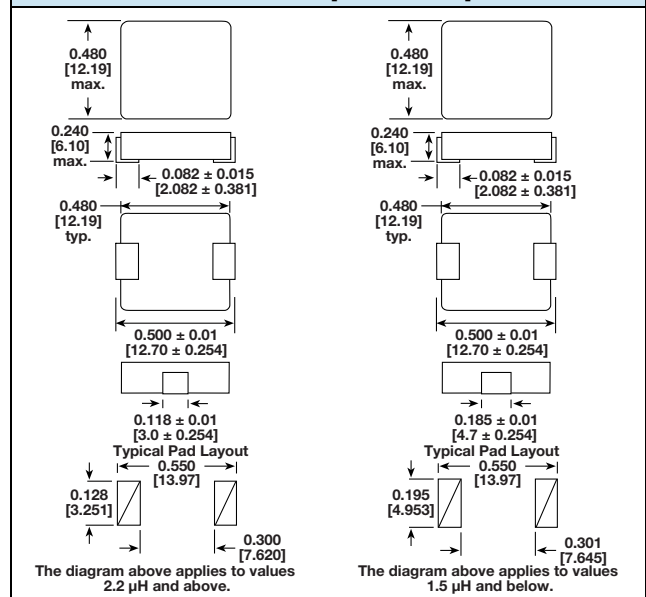 0.480
[12.19]
max.
0.240
[6.10]
max.
0.082 ± 0.015
[2.082 ± 0.381]
0.480
[12.19]
typ.
0.500 ± 0.01
[12.70 ± 0.254]
0.118 ± 0.01
[3.0 ± 0.254]
Typical Pad Layout
0.550
[13.97]
0.128
[3.251]
0.300
[7.620]
The diagram above applies to values
2.2 µH and above.
0.480
[12.19]
max.
0.240
[6.10]
max.
0.082 ± 0.015
[2.082 ± 0.381]
0.480
[12.19]
typ.
0.500 ± 0.01
[12.70 ± 0.254]
0.185 ± 0.01
[4.7 ± 0.254]
Typical Pad Layout
0.550
[13.97]
0.195
[4.953]
0.301
[7.645]
The diagram above applies to values
1.5 µH and below.